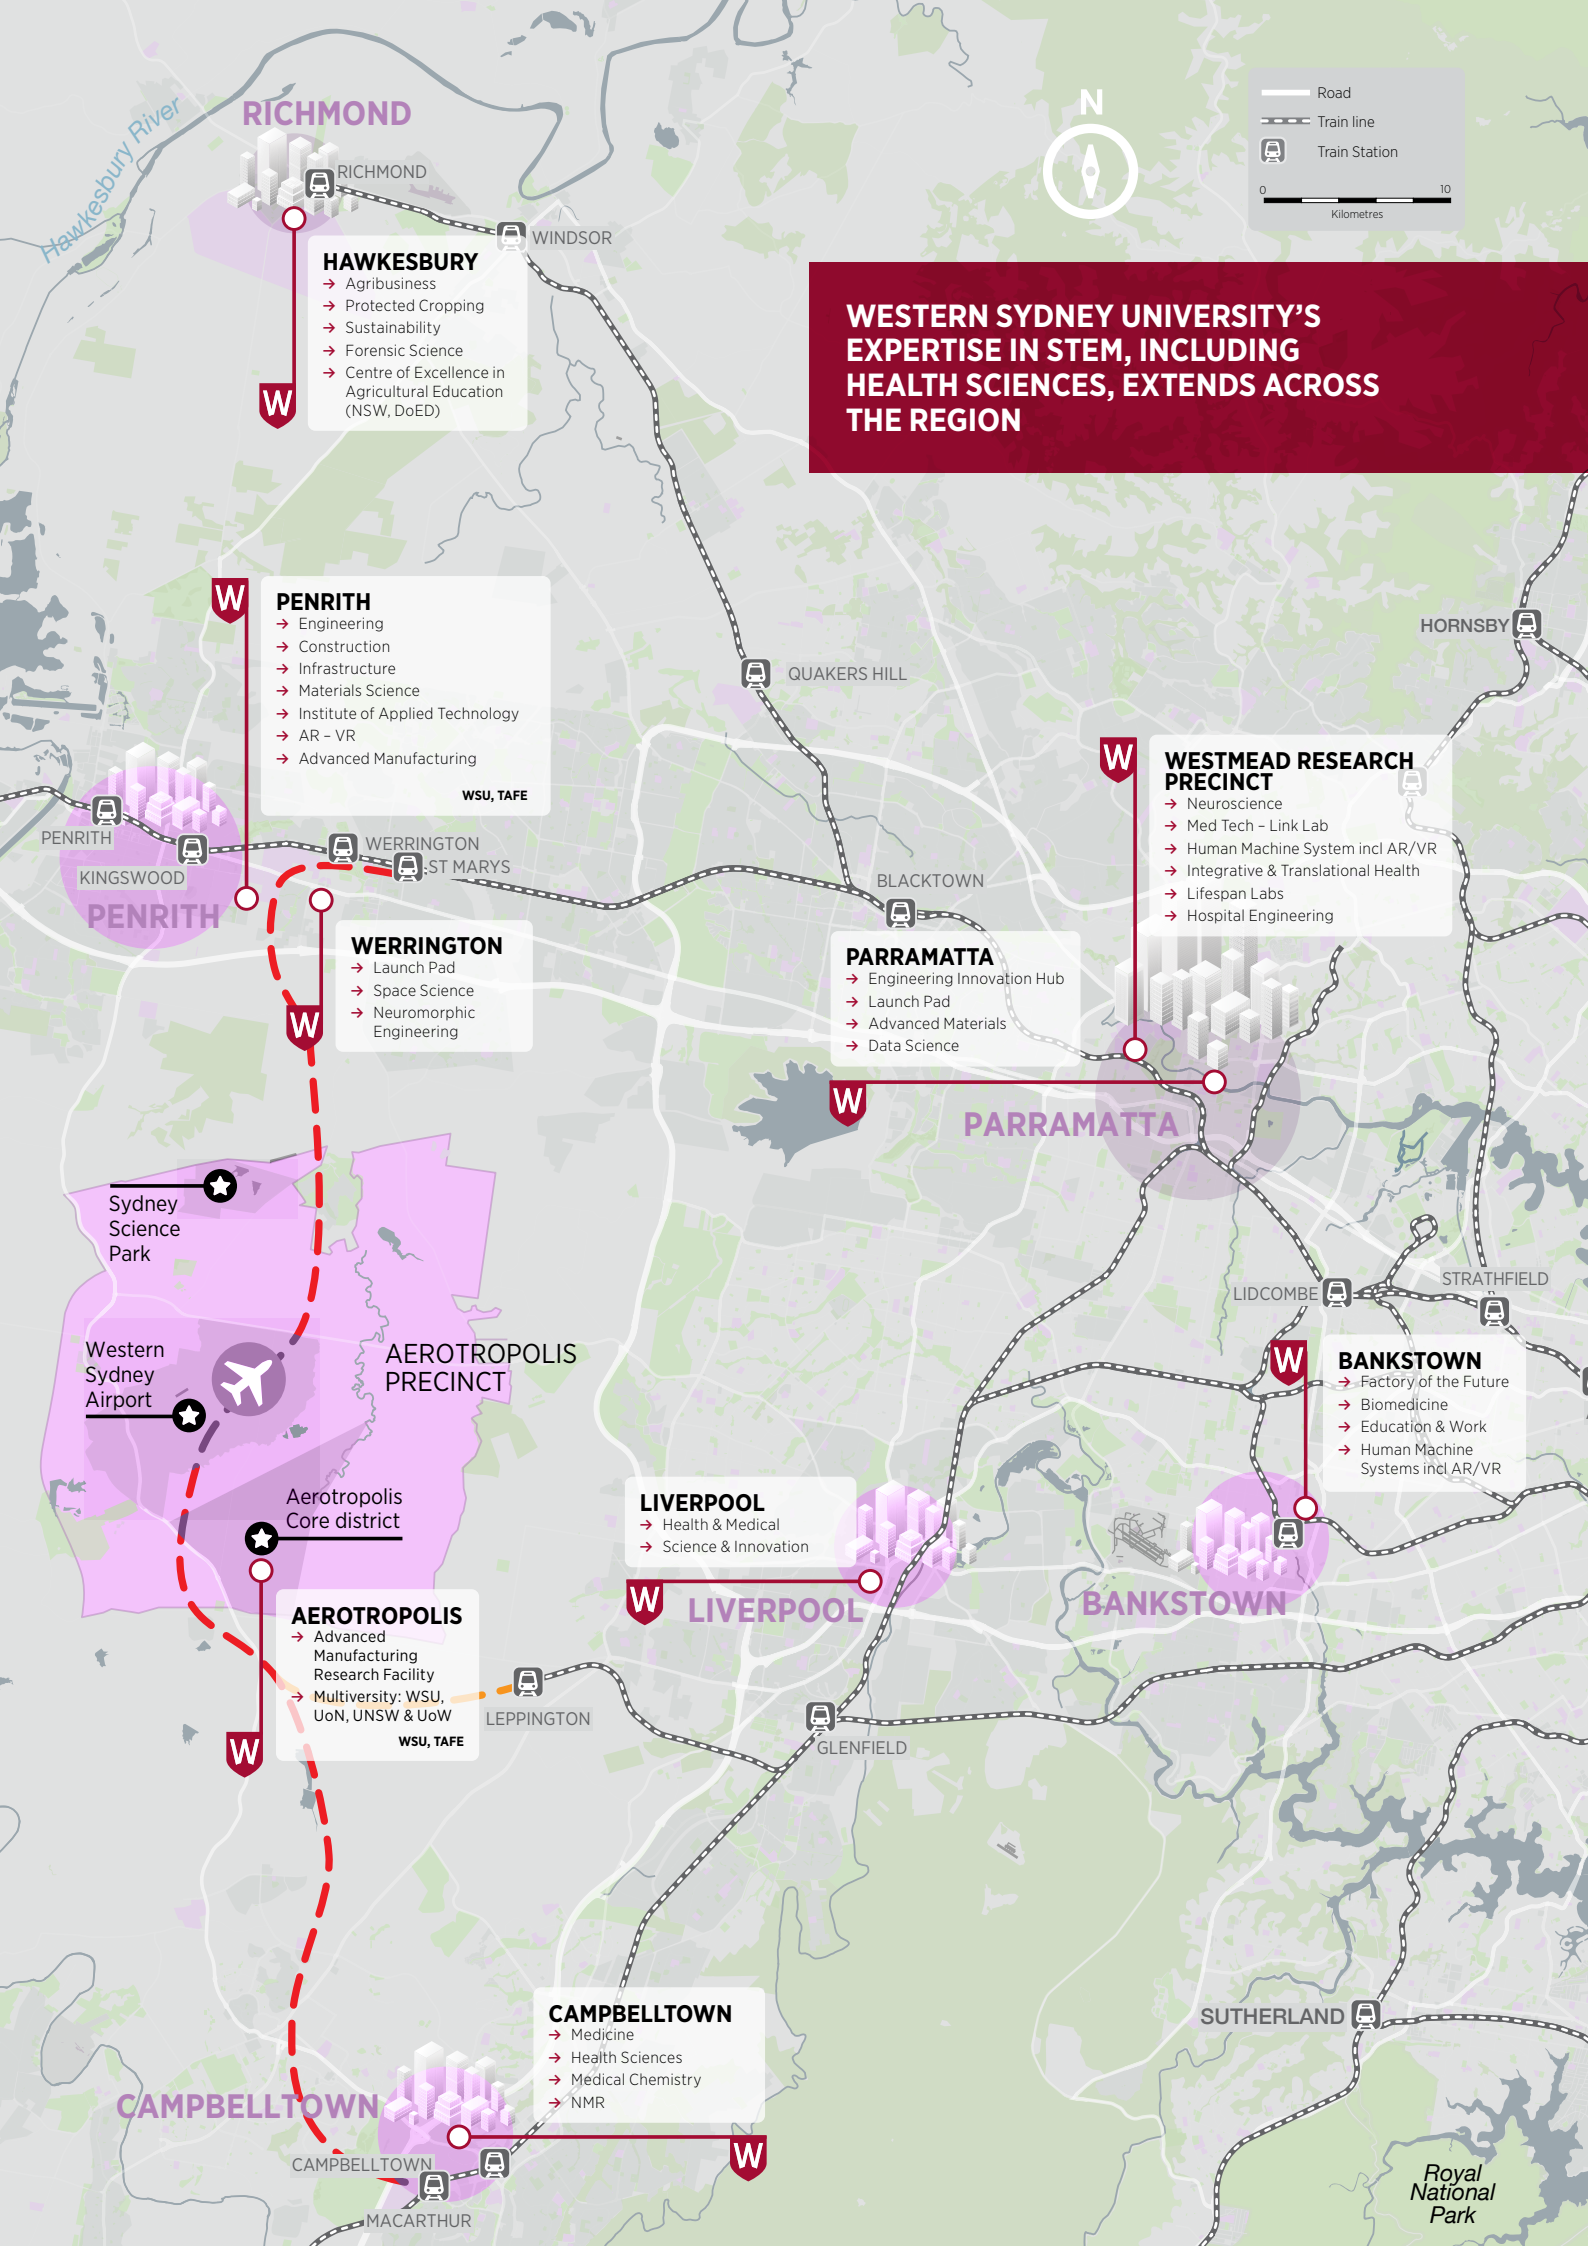 N
Road
Train line
Train Station
0 10
Kilometres
RICHMOND
Hawkesbury River
RICHMOND
WINDSOR
HAWKESBURY
→ Agribusiness
→ Protected Cropping
→ Sustainability
→ Forensic Science
→ Centre of Excellence in
Agricultural Education
(NSW, DoED)
W
WESTERN SYDNEY UNIVERSITY’S
EXPERTISE IN STEM, INCLUDING
HEALTH SCIENCES, EXTENDS ACROSS
THE REGION
W
PENRITH
→ Engineering
→ Construction
→ Infrastructure
→ Materials Science
→ Institute of Applied Technology
→ AR – VR
→ Advanced Manufacturing
WSU, TAFE
HORNSBY
QUAKERS HILL
PENRITH
KINGSWOOD
PENRITH
WERRINGTON
ST MARYS
BLACKTOWN
W
WESTMEAD RESEARCH
PRECINCT
→ Neuroscience
→ Med Tech – Link Lab
→ Human Machine System incl AR/VR
→ Integrative & Translational Health
→ Lifespan Labs
→ Hospital Engineering
WERRINGTON
→ Launch Pad
→ Space Science
→ Neuromorphic
Engineering
W
PARRAMATTA
→ Engineering Innovation Hub
→ Launch Pad
→ Advanced Materials
→ Data Science
W
PARRAMATTA
Sydney
Science
Park
Western
Sydney
Airport
AEROTROPOLIS
PRECINCT
Aerotropolis
Core district
LIDCOMBE
STRATHFIELD
W
BANKSTOWN
→ Factory of the Future
→ Biomedicine
→ Education & Work
→ Human Machine
Systems incl AR/VR
BANKSTOWN
LIVERPOOL
→ Health & Medical
→ Science & Innovation
W
LIVERPOOL
AEROTROPOLIS
→ Advanced
Manufacturing
Research Facility
→ Multiversity: WSU,
UoN, UNSW & UoW
WSU, TAFE
W
LEPPINGTON
GLENFIELD
CAMPBELLTOWN
→ Medicine
→ Health Sciences
→ Medical Chemistry
→ NMR
W
CAMPBELLTOWN
CAMPBELLTOWN
MACARTHUR
SUTHERLAND
Royal
National
Park